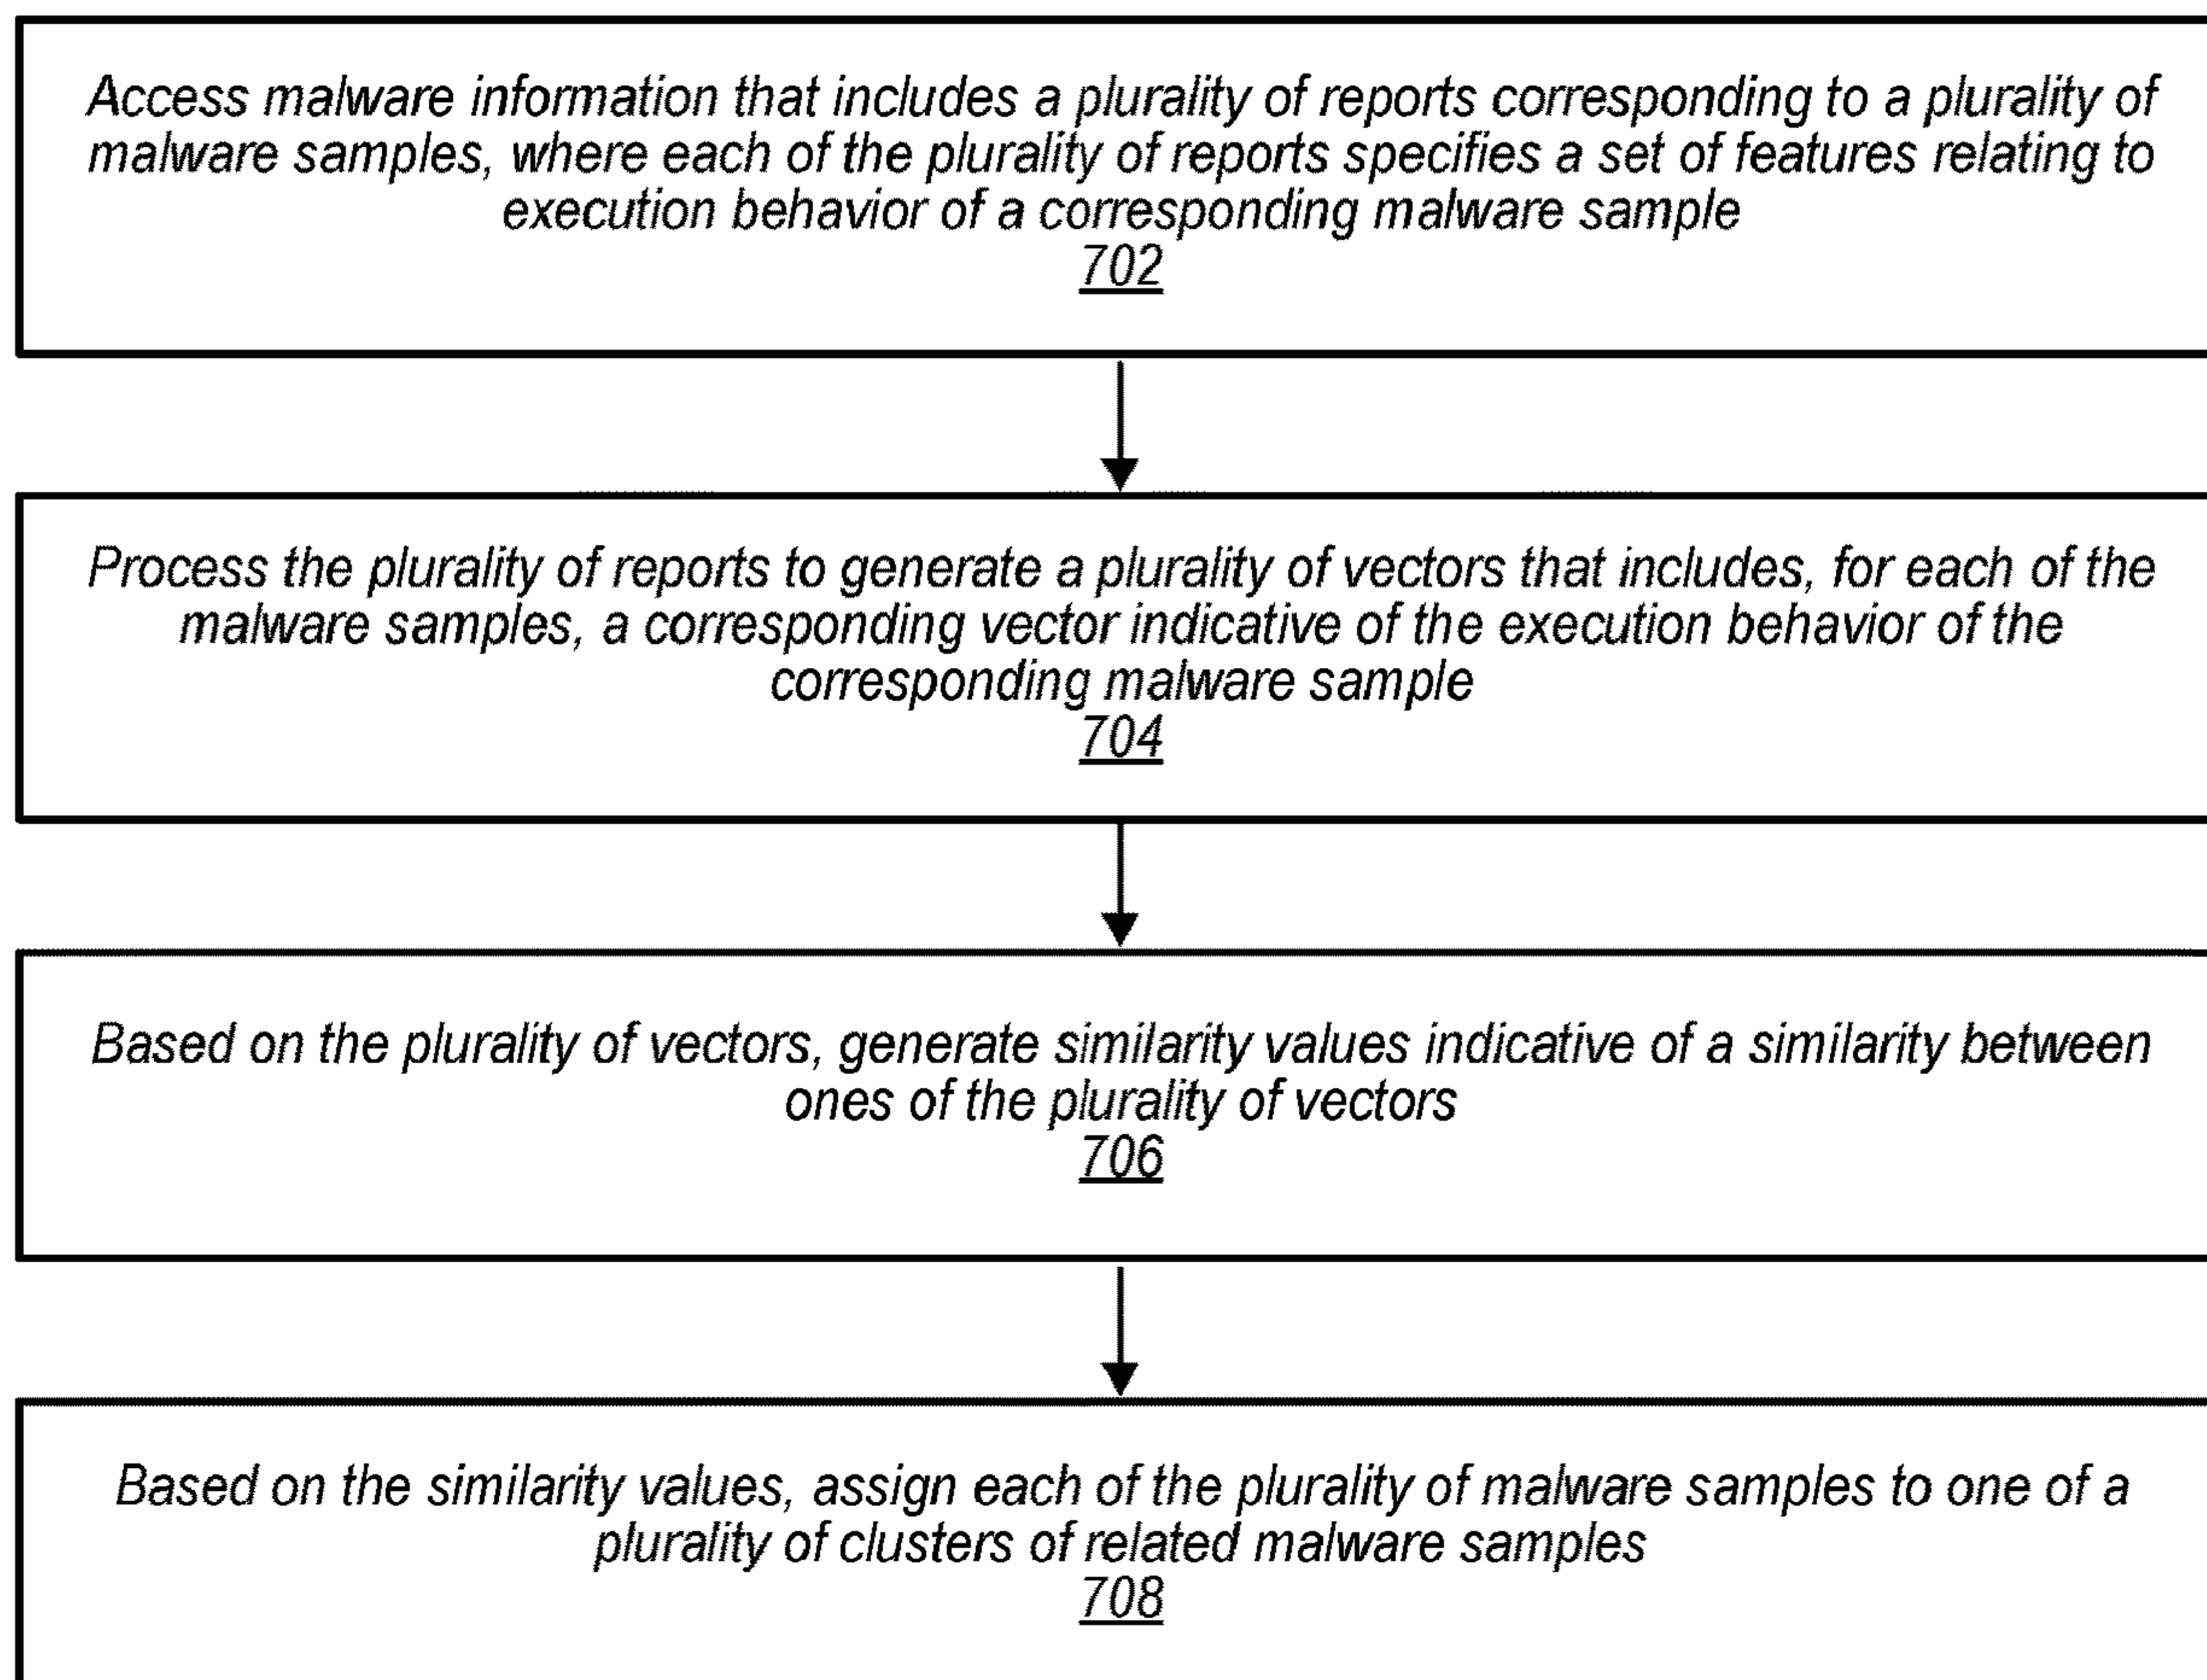 Access malware information that includes a plurality of reports corresponding to a plurality of
malware samples, where each of the plurality of reports specifies a set of features relating to
execution behavior of a corresponding malware sample
702
Process the plurality of reports to generate a plurality of vectors that includes, for each of the
malware samples, a corresponding vector indicative of the execution behavior of the
corresponding malware sample
704
Based on the plurality of vectors, generate similarity values indicative of a similarity between
ones of the plurality of vectors
706
Based on the similarity values, assign each of the plurality of malware samples to one of a
plurality of clusters of related malware samples
708